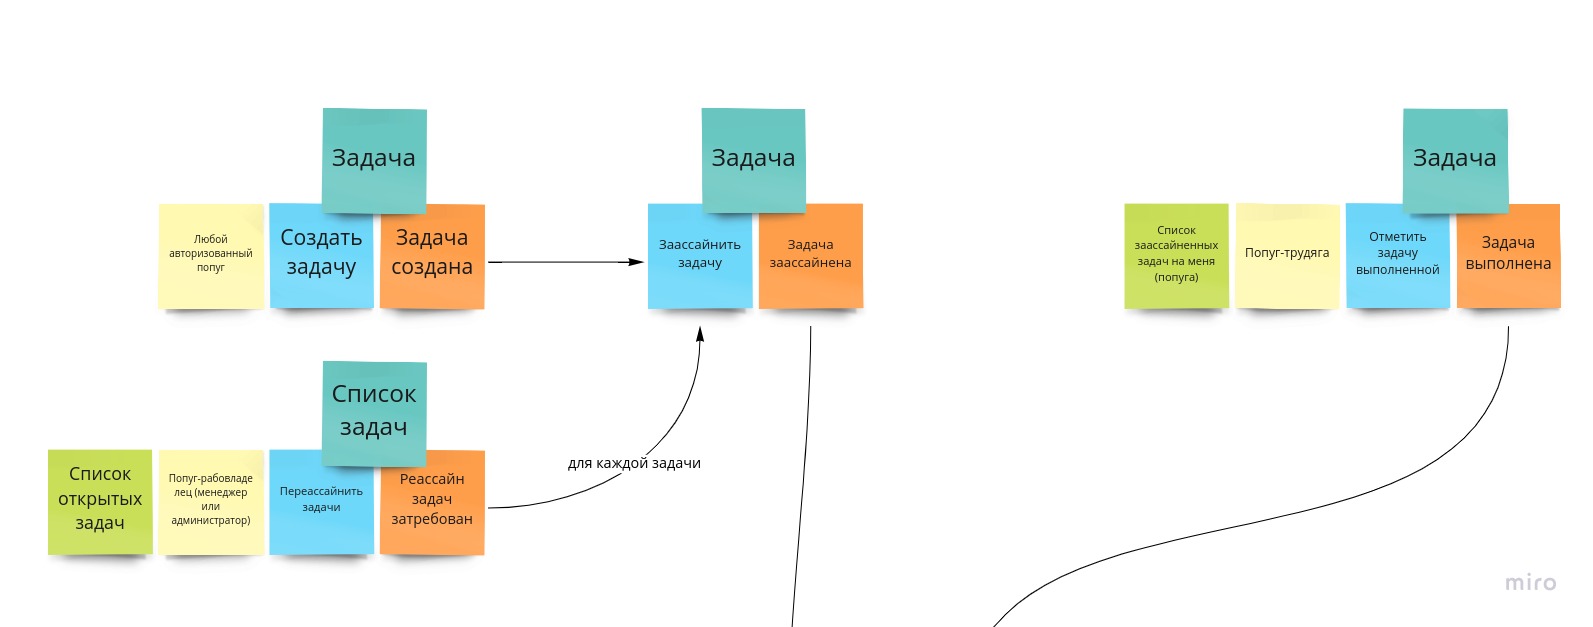 Задача
Любой
авторизованный
попуг
Создать
задачу
Задача
создана
Задача
Заассайнить
задачу
Задача
заассайнена
Задача
Список
заассайненных
задач на меня
(попуга)
Попуг-трудяга
Отметить
задачу
выполненной
Задача
выполнена
Список
задач
Список
открытых
задач
Попуг-рабовладе
лец (менеджер
или
администратор)
Переассайнить
задачи
Реассайн
задач
затребован
для каждой задачи
miro